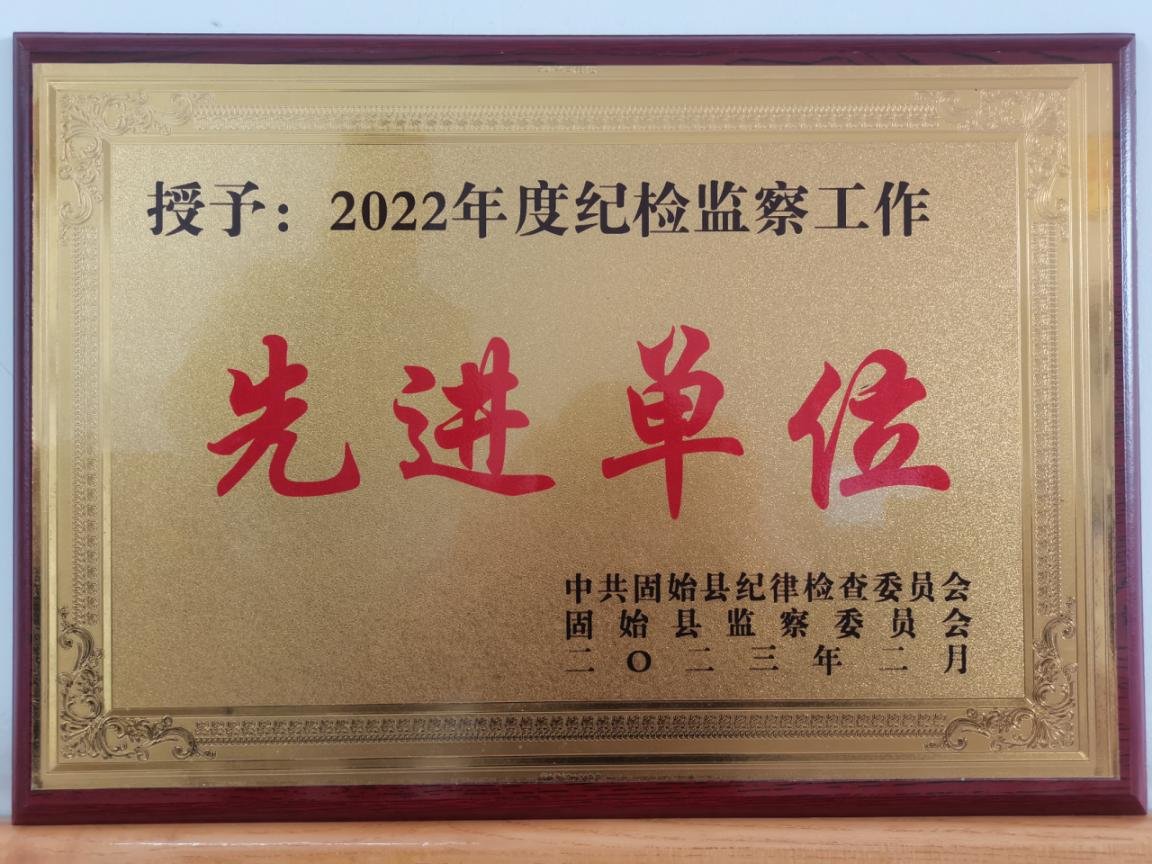 授予：2022年度纪检监察工作
先进单位
中共固始县纪律检查委员会
固始县监察委员会
二〇二三年二月